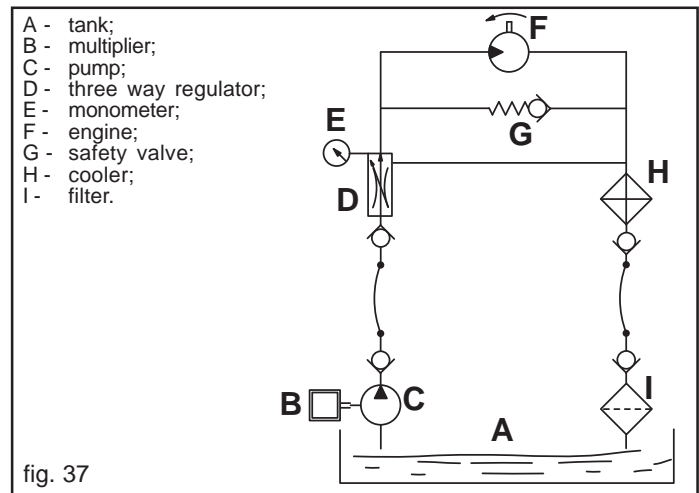 A - tank;
B - multiplier;
C - pump;
D - three way regulator;
E - monometer;
F - engine;
G - safety valve;
H - cooler;
I - filter.
F
E
G
H
D
B
C
I
A
fig. 37